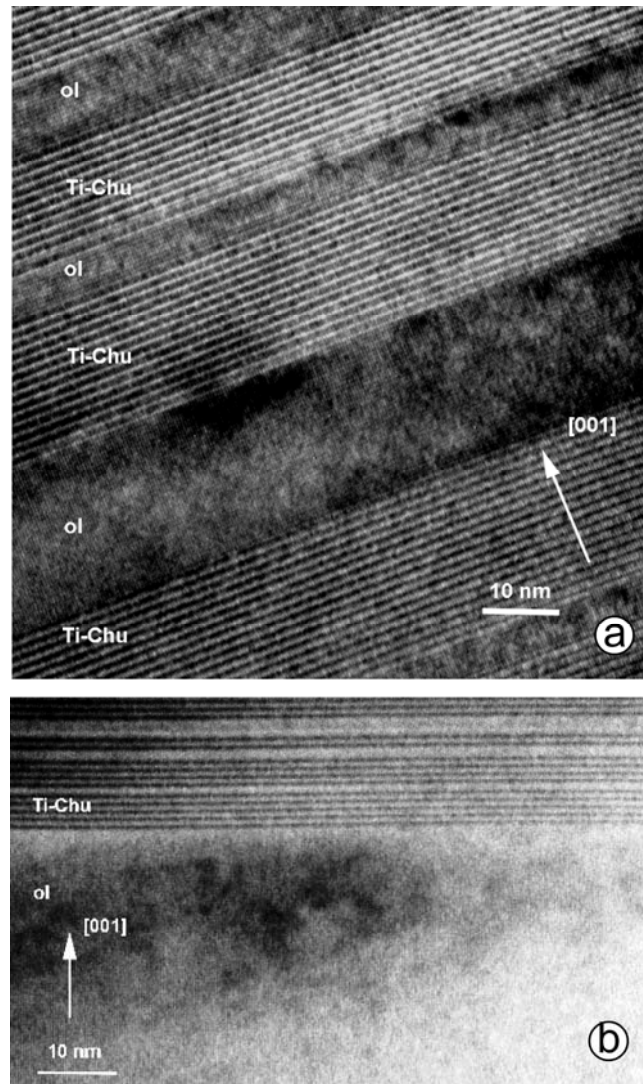 ol
Ti-Chu
ol
Ti-Chu
[001]
ol
10 nm
Ti-Chu
a
Ti-Chu
ol
[001]
10 nm
b